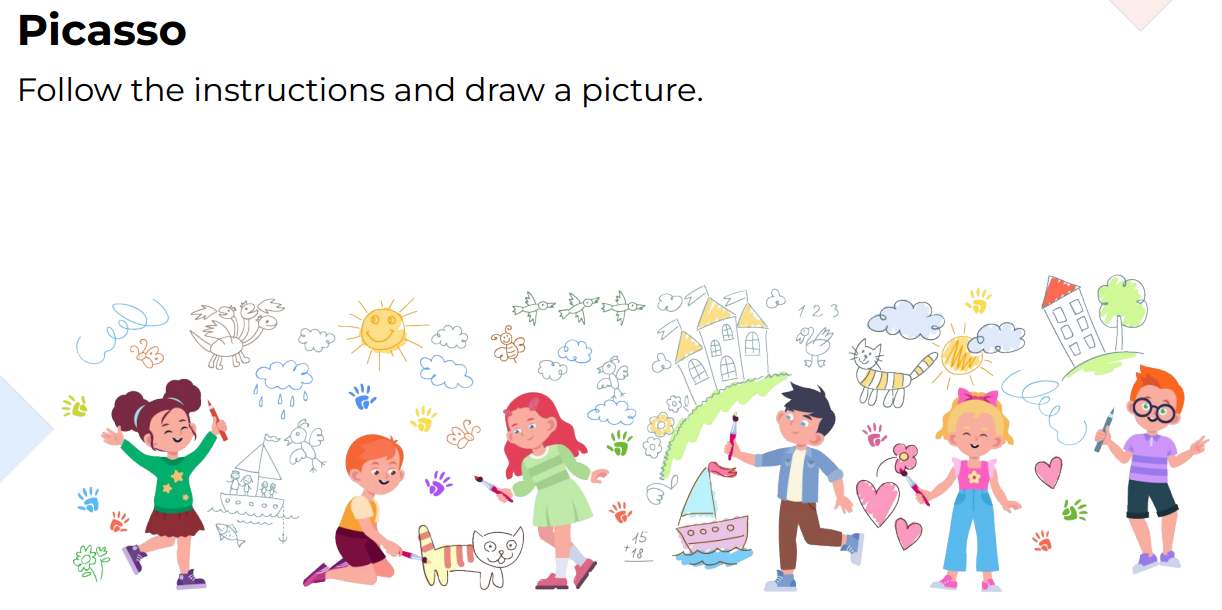 Picasso
Follow the instructions and draw a picture.
1 2 3
15
+18